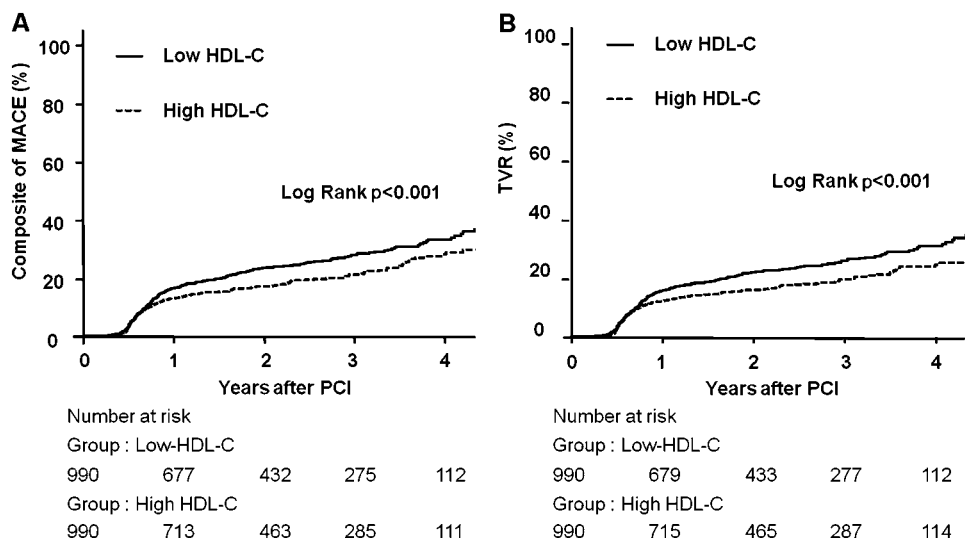 A
Composite of MACE (%)
100
80
60
40
20
0
Low HDL-C
High HDL-C
Log Rank p<0.001
0 1 2 3 4
Years after PCI
Number at risk
Group : Low-HDL-C
990 677 432 275 112
Group : High HDL-C
990 713 463 285 111
B
TVR (%)
100
80
60
40
20
0
Low HDL-C
High HDL-C
Log Rank p<0.001
0 1 2 3 4
Years after PCI
Number at risk
Group : Low-HDL-C
990 679 433 277 112
Group : High HDL-C
990 715 465 287 114